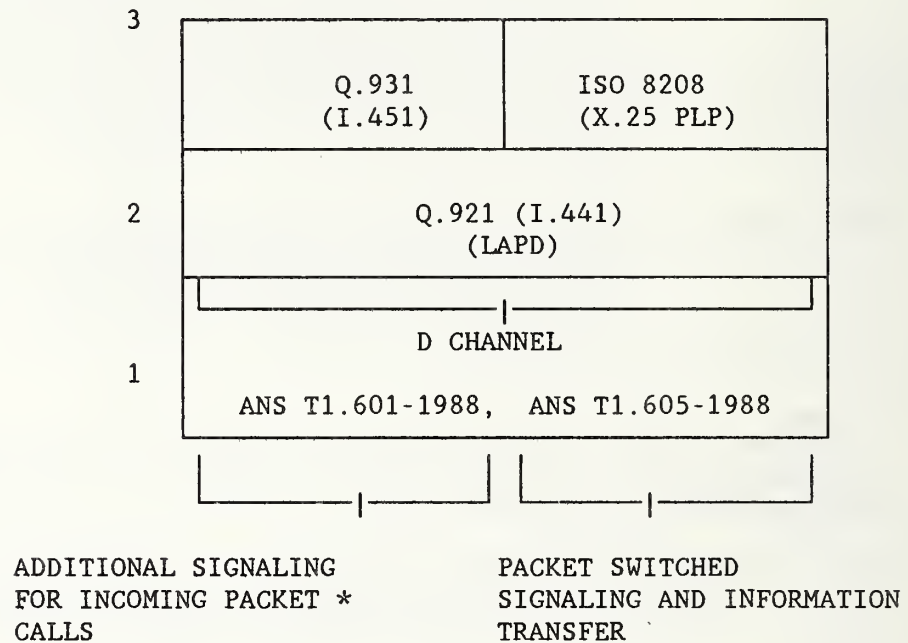 3
Q.931 ISO 8208
(I.451) (X.25 PLP)
2
Q.921 (I.441)
(LAPD)
D CHANNEL
1
ANS T1.601-1988, ANS T1.605-1988
ADDITIONAL SIGNALING
FOR INCOMING PACKET *
CALLS
PACKET SWITCHED
SIGNALING AND INFORMATION
TRANSFER